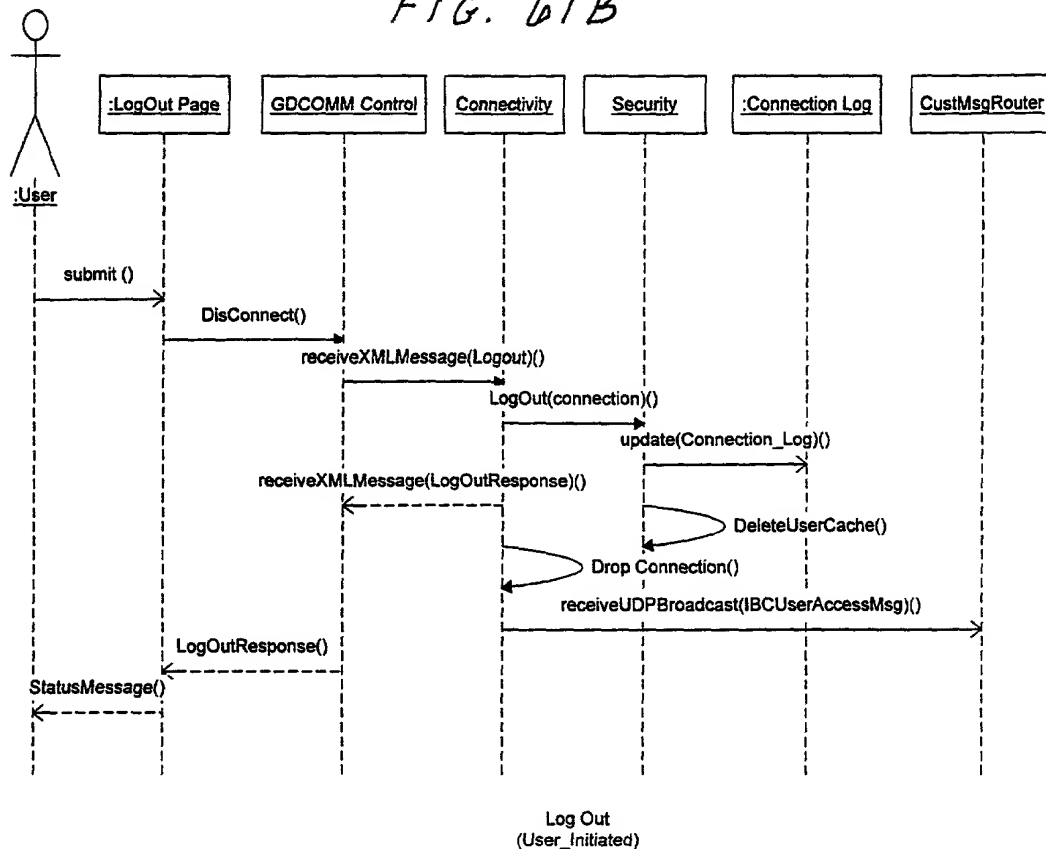 FIG. 61B
:LogOut Page
GDCOMM Control
Connectivity
Security
:Connection Log
CustMsgRouter
:User
submit ()
DisConnect()
receiveXMLMessage(Logout)()
LogOut(connection)()
update(Connection_Log)()
receiveXMLMessage(LogOutResponse)()
DeleteUserCache()
Drop Connection()
receiveUDPBroadcast(IBCUserAccessMsg)()
LogOutResponse()
StatusMessage()
Log Out
(User_Initiated)